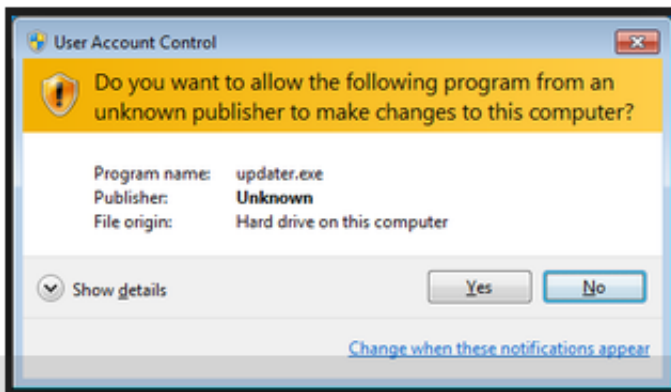 User Account Control
Do you want to allow the following program from an
unknown publisher to make changes to this computer?
Program name: updater.exe
Publisher: Unknown
File origin: Hard drive on this computer
Show details
Yes
No
Change when these notifications appear